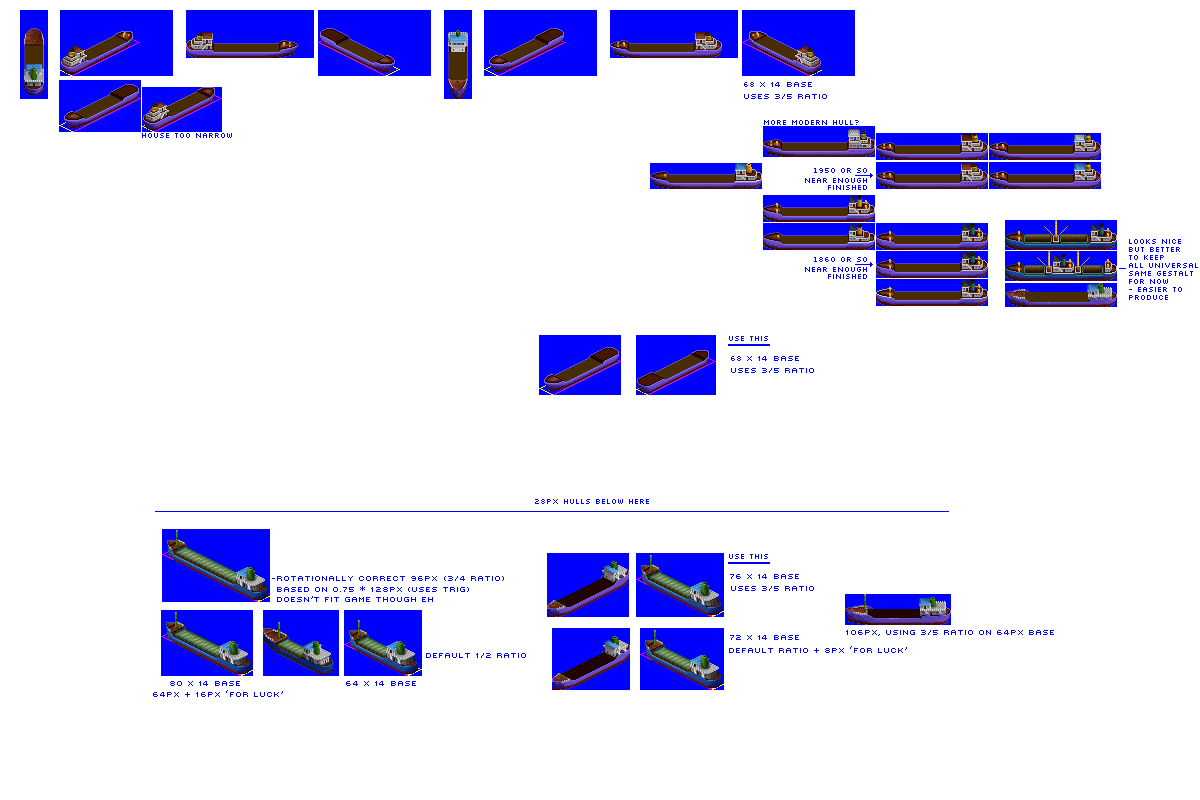 68 X 14 BASE
USES 3/5 RATIO
HOUSE TOO NARROW
MORE MODERN HULL?
1950 OR SO
NEAR ENOUGH
FINISHED
1860 OR SO
NEAR ENOUGH
FINISHED
LOOKS NICE
BUT BETTER
TO KEEP
ALL UNIVERSAL
SAME GESTALT
FOR NOW
- EASIER TO
PRODUCE
USE THIS
68 X 14 BASE
USES 3/5 RATIO
28PX HULLS BELOW HERE
-ROTATIONALLY CORRECT 96PX (3/4 RATIO)
BASED ON 0.75 * 128PX (USES TRIG)
DOESN'T FIT GAME THOUGH EH
DEFAULT 1/2 RATIO
80 X 14 BASE
64PX + 16PX 'FOR LUCK'
64 X 14 BASE
USE THIS
76 X 14 BASE
USES 3/5 RATIO
72 X 14 BASE
DEFAULT RATIO + 8PX 'FOR LUCK'
106PX, USING 3/5 RATIO ON 64PX BASE